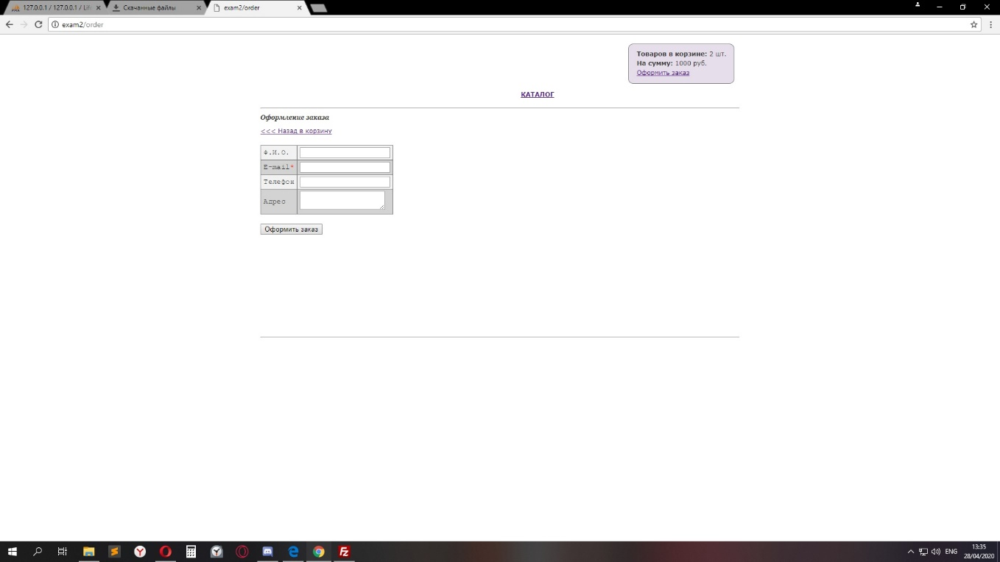 127.0.0.1 / 127.0.0.1 / Lif
Скачанные файлы
exam2/order
exam2/order
Товаров в корзине: 2 шт.
На сумму: 1000 руб.
Оформить заказ
КАТАЛОГ
Оформление заказа
<<< Назад в корзину
Ф.И.О.
E-mail*
Телефон
Адрес
Оформить заказ
ENG
13:35
28/04/2020